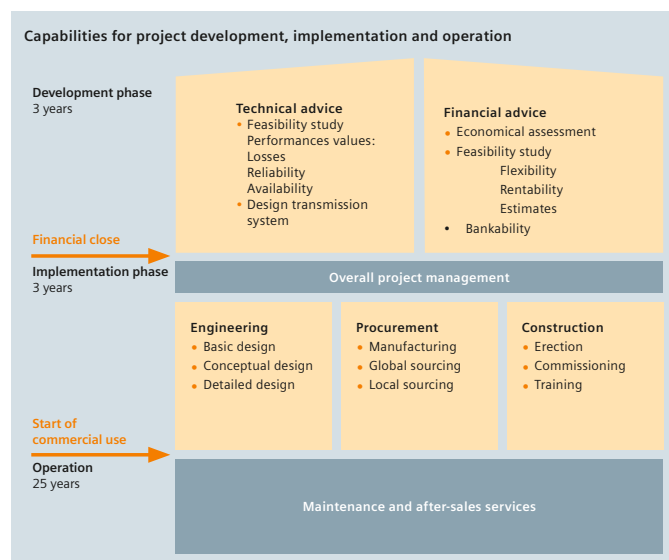 Capabilities for project development, implementation and operation
Development phase
3 years
Technical advice
• Feasibility study
Performances values:
Losses
Reliability
Availability
• Design transmission
system
Financial advice
• Economical assessment
• Feasibility study
Flexibility
Rentability
Estimates
• Bankability
Financial close
Implementation phase
3 years
Overall project management
Engineering
• Basic design
• Conceptual design
• Detailed design
Procurement
• Manufacturing
• Global sourcing
• Local sourcing
Construction
• Erection
• Commissioning
• Training
Start of
commercial use
Operation
25 years
Maintenance and after-sales services